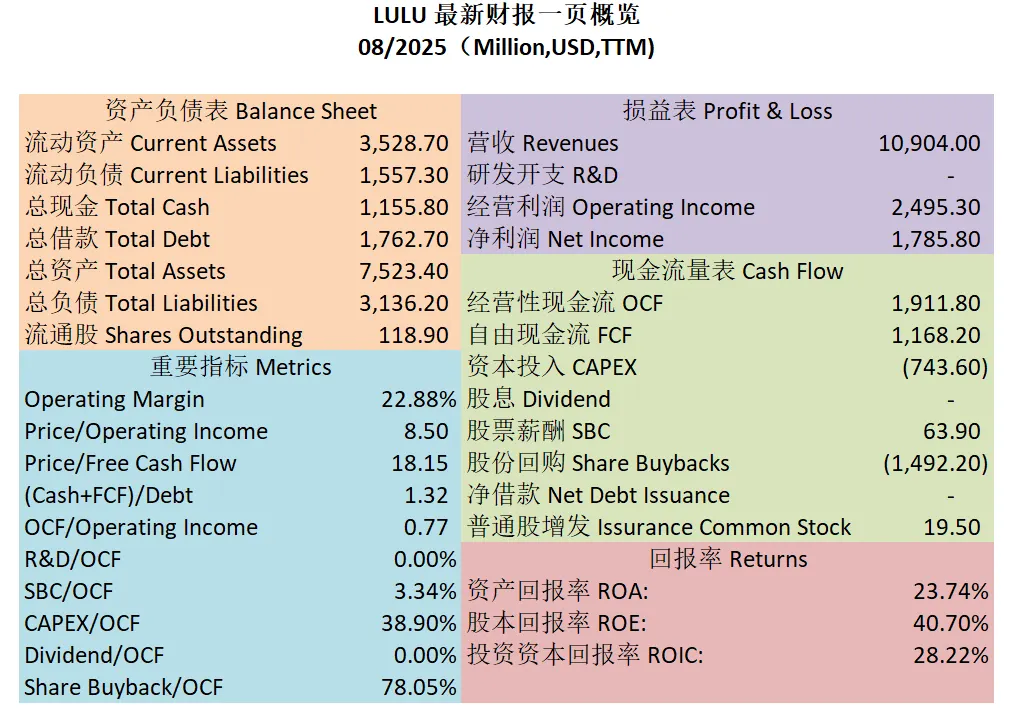 LULU 最新财报一页概览
08/2025（Million,USD,TTM)
资产负债表 Balance Sheet
流动资产 Current Assets 3,528.70
流动负债 Current Liabilities 1,557.30
总现金 Total Cash 1,155.80
总借款 Total Debt 1,762.70
总资产 Total Assets 7,523.40
总负债 Total Liabilities 3,136.20
流通股 Shares Outstanding 118.90
重要指标 Metrics
Operating Margin 22.88%
Price/Operating Income 8.50
Price/Free Cash Flow 18.15
(Cash+FCF)/Debt 1.32
OCF/Operating Income 0.77
R&D/OCF 0.00%
SBC/OCF 3.34%
CAPEX/OCF 38.90%
Dividend/OCF 0.00%
Share Buyback/OCF 78.05%
损益表 Profit & Loss
营收 Revenues 10,904.00
研发开支 R&D -
经营利润 Operating Income 2,495.30
净利润 Net Income 1,785.80
现金流量表 Cash Flow
经营性现金流 OCF 1,911.80
自由现金流 FCF 1,168.20
资本投入 CAPEX (743.60)
股息 Dividend -
股票薪酬 SBC 63.90
股份回购 Share Buybacks (1,492.20)
净借款 Net Debt Issuance -
普通股增发 Issurance Common Stock 19.50
回报率 Returns
资产回报率 ROA: 23.74%
股本回报率 ROE: 40.70%
投资资本回报率 ROIC: 28.22%